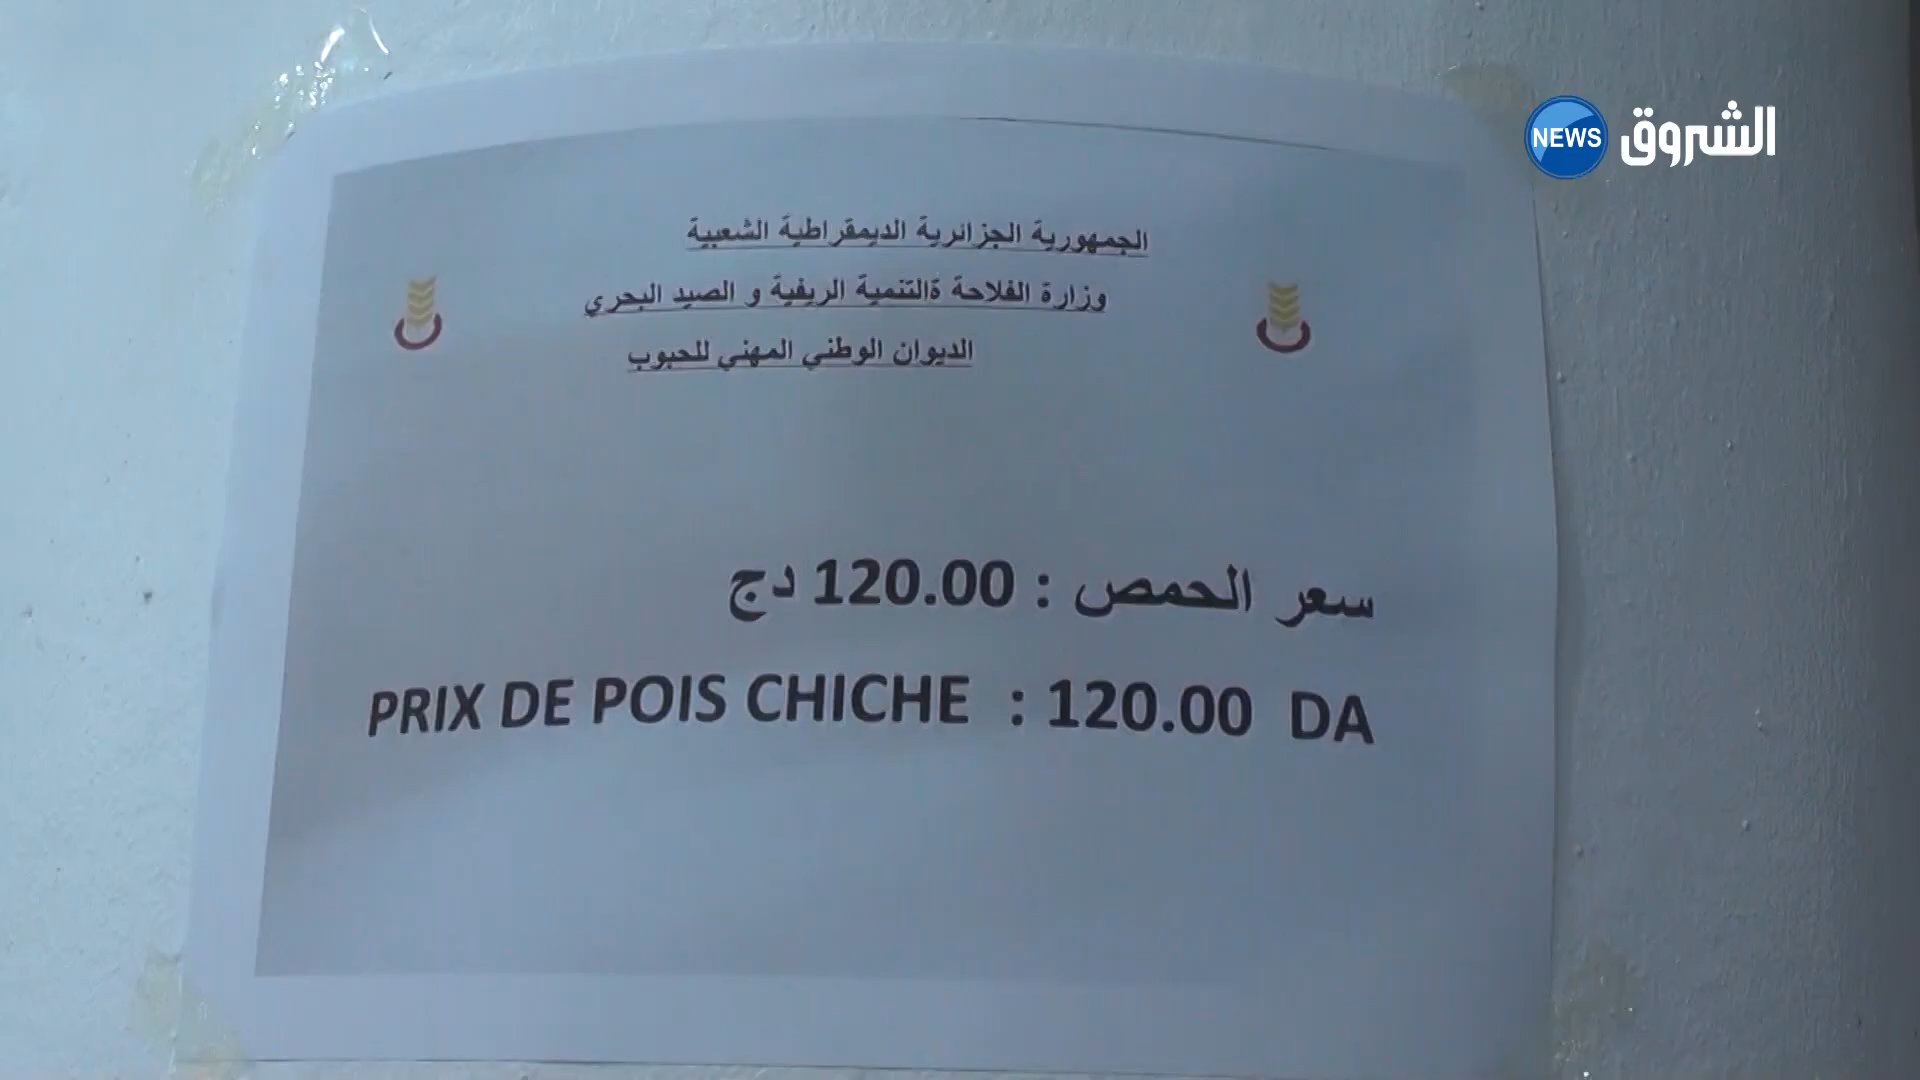 NEWS الشروق
الجمهورية الجزائرية الديمقراطية الشعبية
وزارة الفلاحة ةالتنمية الريفية و الصيد البحري
الديوان الوطني المهني للحبوب
سعر الحمص : 120.00 دج
PRIX DE POIS CHICHE : 120.00 DA